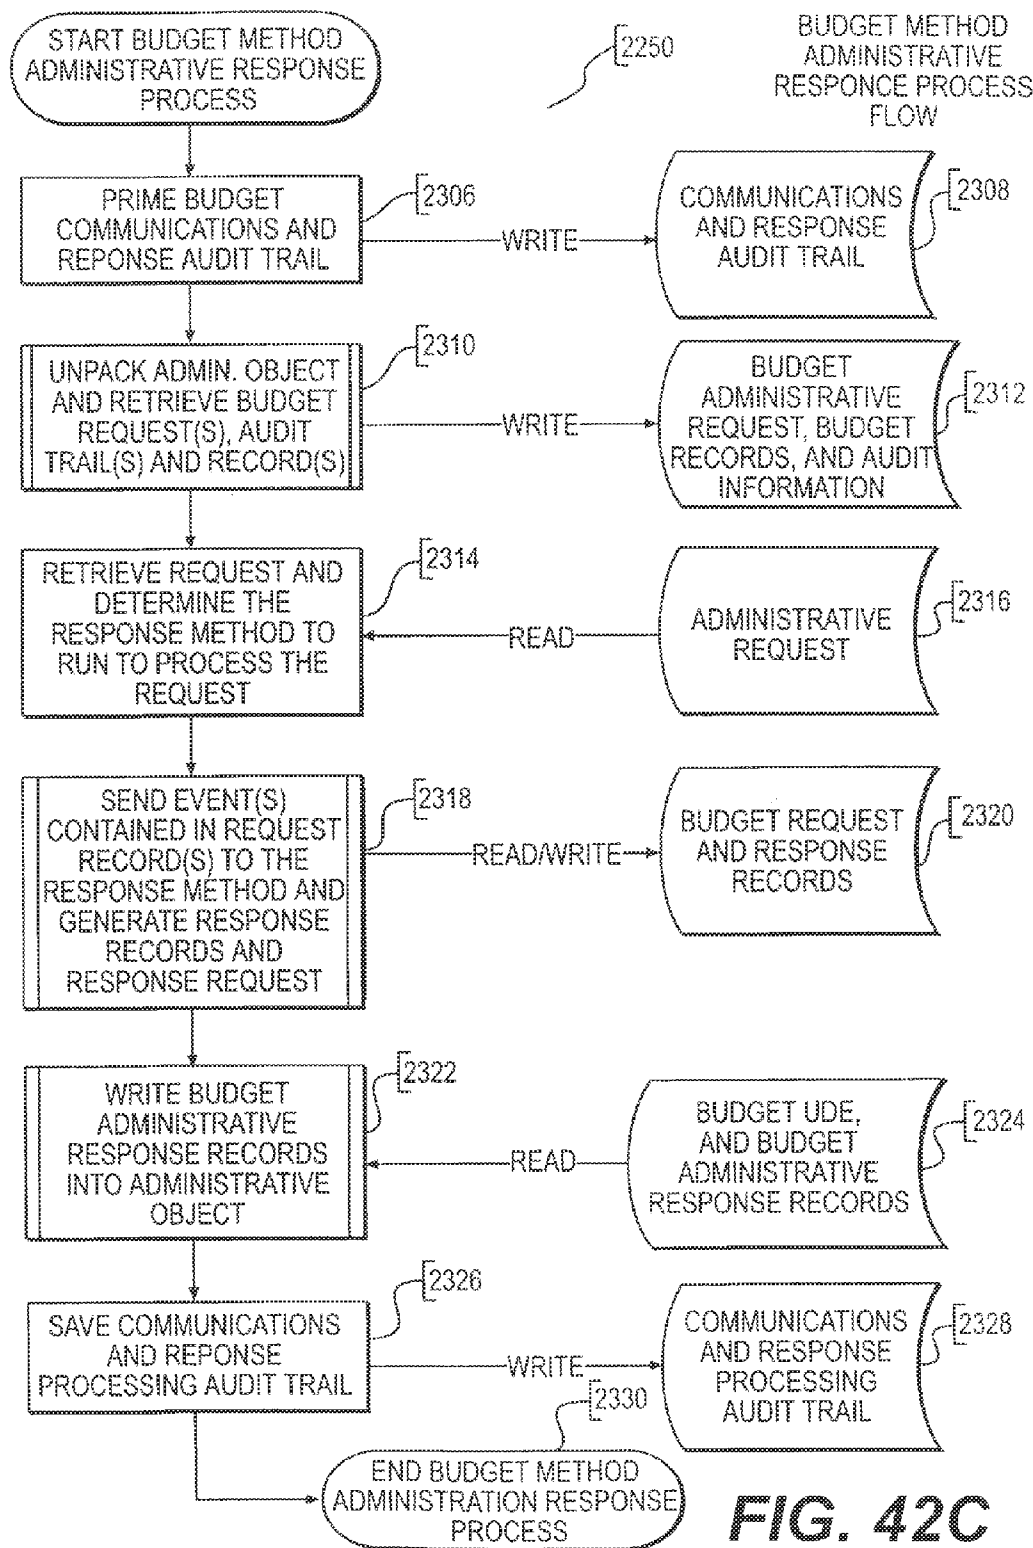 START BUDGET METHOD
ADMINISTRATIVE RESPONSE
PROCESS
2250
BUDGET METHOD
ADMINISTRATIVE
RESPONCE PROCESS
FLOW
PRIME BUDGET
COMMUNICATIONS AND
REPONSE AUDIT TRAIL
2306
WRITE
COMMUNICATIONS
AND RESPONSE
AUDIT TRAIL
2308
UNPACK ADMIN. OBJECT
AND RETRIEVE BUDGET
REQUEST(S), AUDIT
TRAIL(S) AND RECORD(S)
2310
WRITE
BUDGET
ADMINISTRATIVE
REQUEST, BUDGET
RECORDS, AND AUDIT
INFORMATION
2312
RETRIEVE REQUEST AND
DETERMINE THE
RESPONSE METHOD TO
RUN TO PROCESS THE
REQUEST
2314
READ
ADMINISTRATIVE
REQUEST
2316
SEND EVENT(S)
CONTAINED IN REQUEST
RECORD(S) TO THE
RESPONSE METHOD AND
GENERATE RESPONSE
RECORDS AND
RESPONSE REQUEST
2318
READ/WRITE
BUDGET REQUEST
AND RESPONSE
RECORDS
2320
WRITE BUDGET
ADMINISTRATIVE
RESPONSE RECORDS
INTO ADMINISTRATIVE
OBJECT
2322
READ
BUDGET UDE,
AND BUDGET
ADMINISTRATIVE
RESPONSE RECORDS
2324
SAVE COMMUNICATIONS
AND REPONSE
PROCESSING AUDIT TRAIL
2326
WRITE
COMMUNICATIONS
AND RESPONSE
PROCESSING
AUDIT TRAIL
2328
2330
END BUDGET METHOD
ADMINISTRATION RESPONSE
PROCESS
FIG. 42C